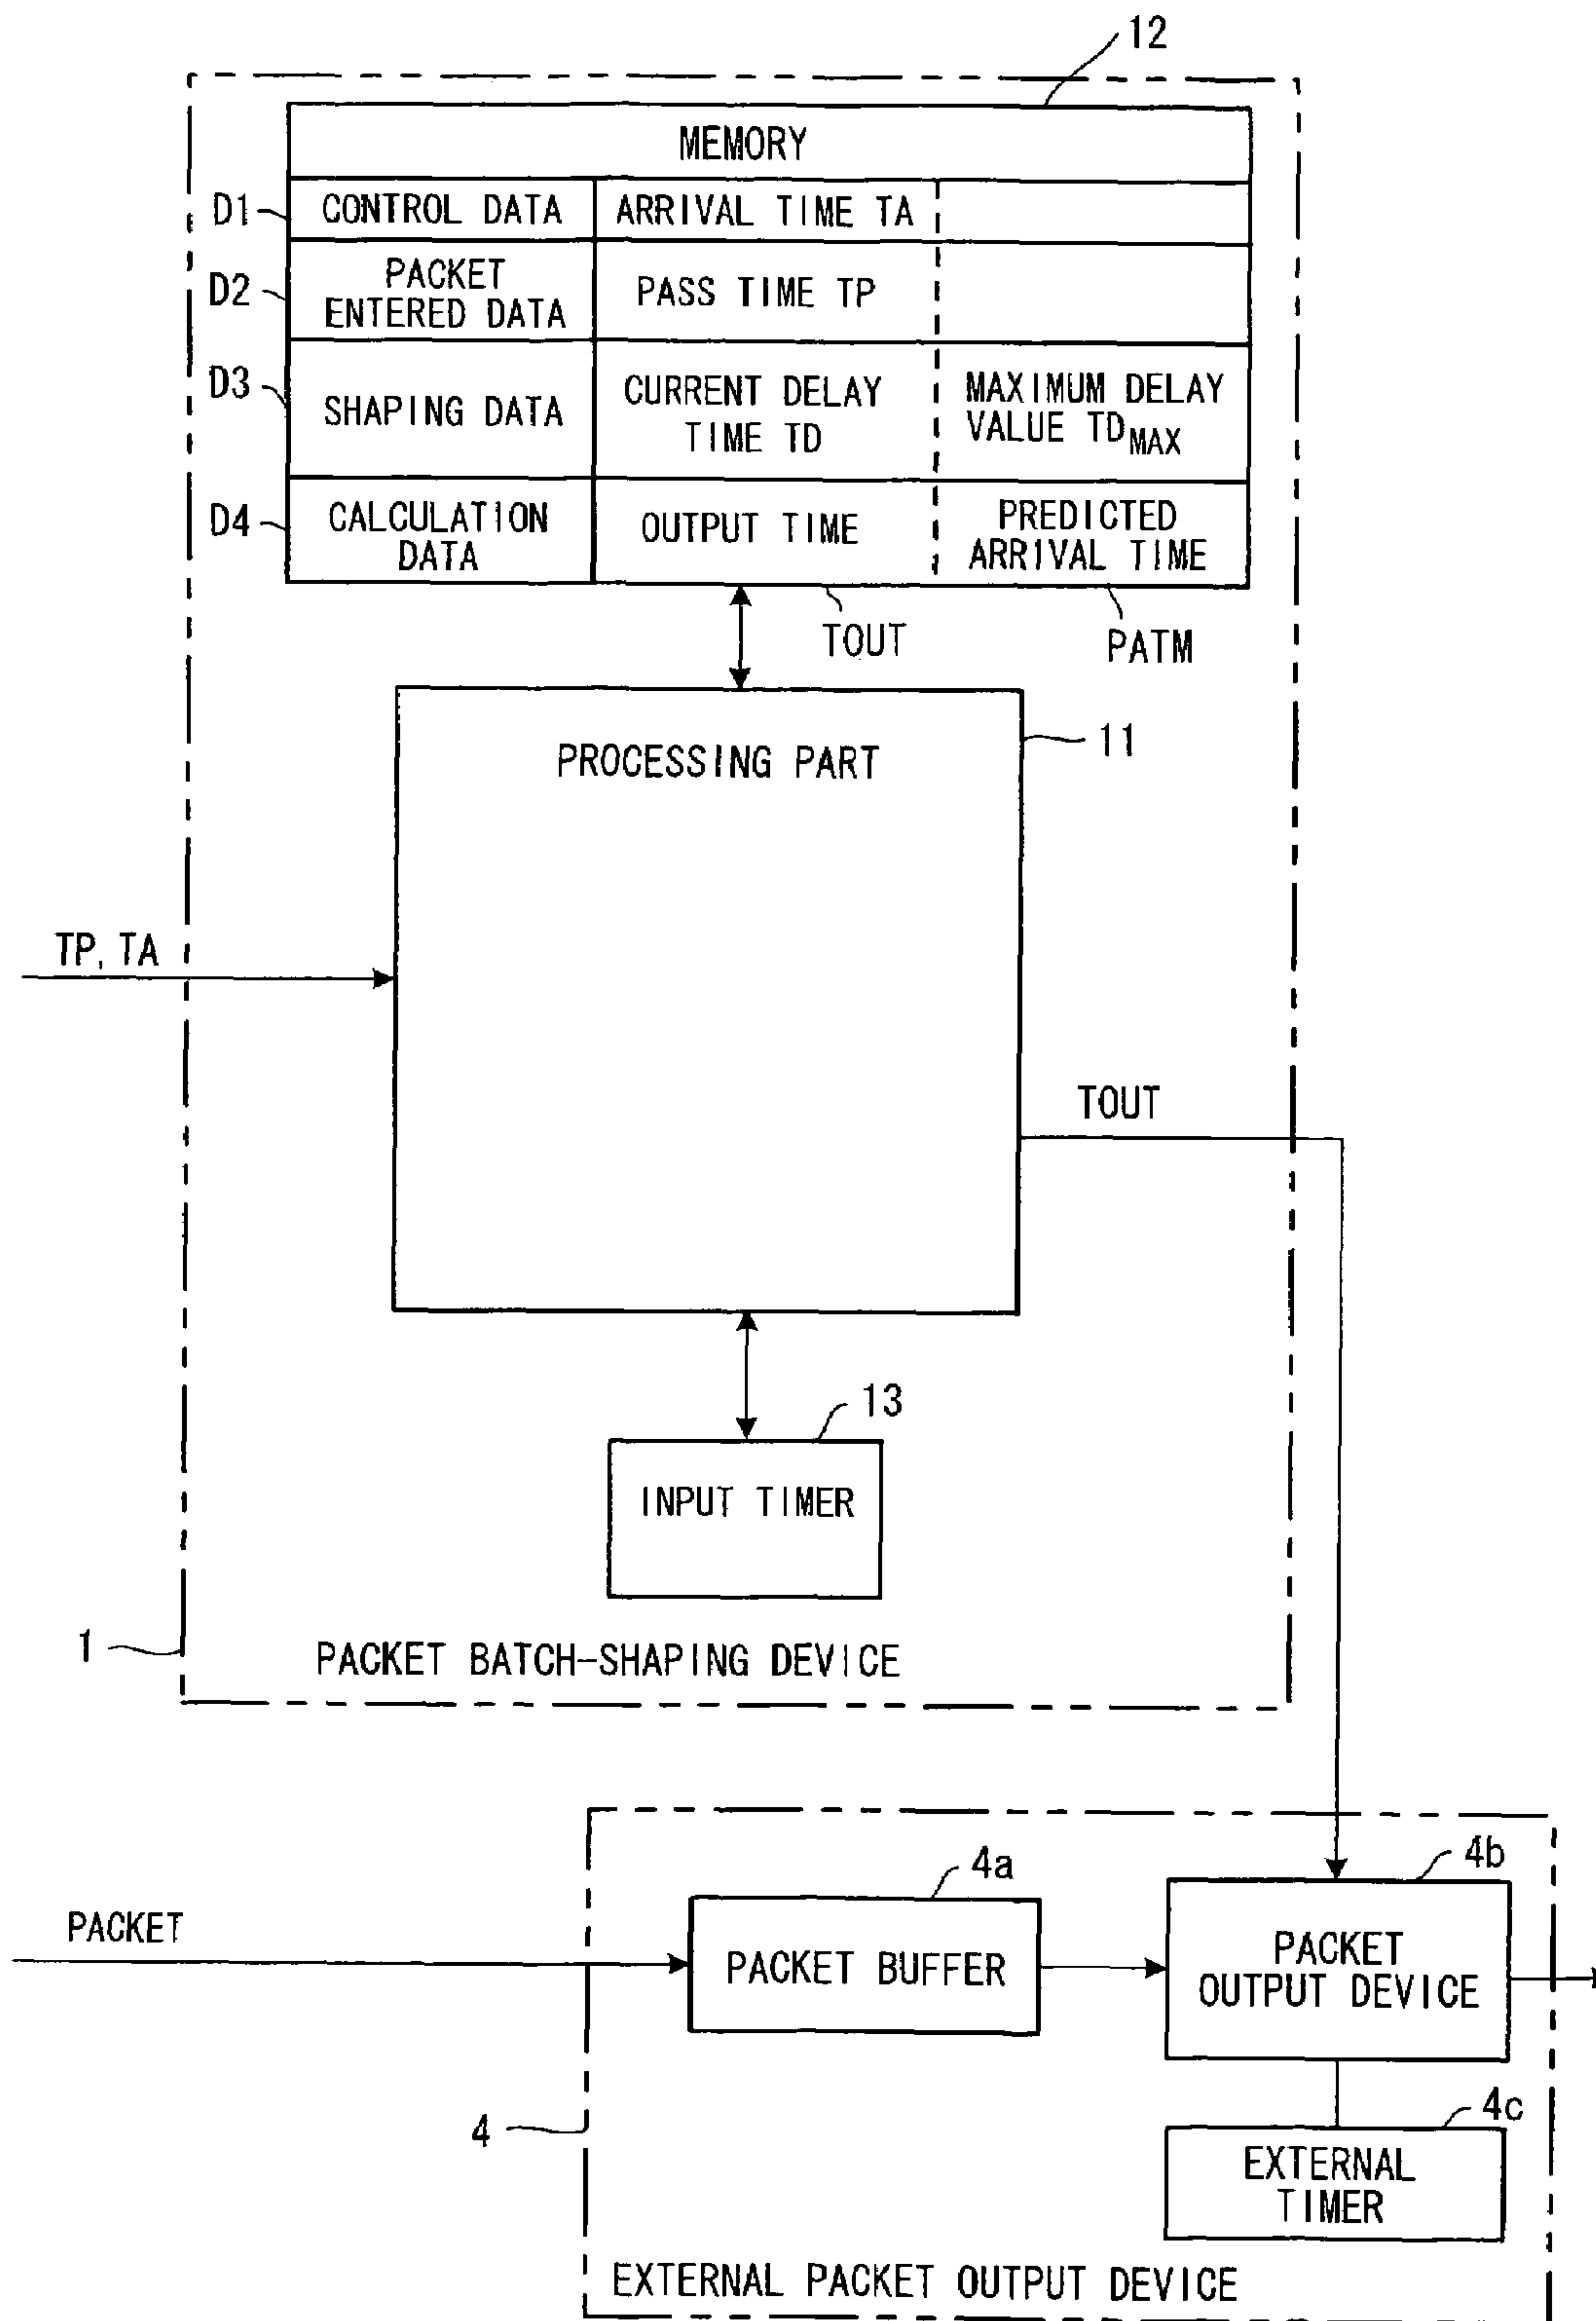 12
MEMORY
D1
CONTROL DATA
ARRIVAL TIME TA
D2
PACKET
ENTERED DATA
PASS TIME TP
D3
SHAPING DATA
CURRENT DELAY
TIME TD
MAXIMUM DELAY
VALUE TDMAX
D4
CALCULATION
DATA
OUTPUT TIME
PREDICTED
ARRIVAL TIME
TOUT
PATM
PROCESSING PART
11
TP, TA
TOUT
13
INPUT TIMER
1
PACKET BATCH-SHAPING DEVICE
4a
4b
PACKET
PACKET BUFFER
PACKET
OUTPUT DEVICE
4
4c
EXTERNAL
TIMER
EXTERNAL PACKET OUTPUT DEVICE